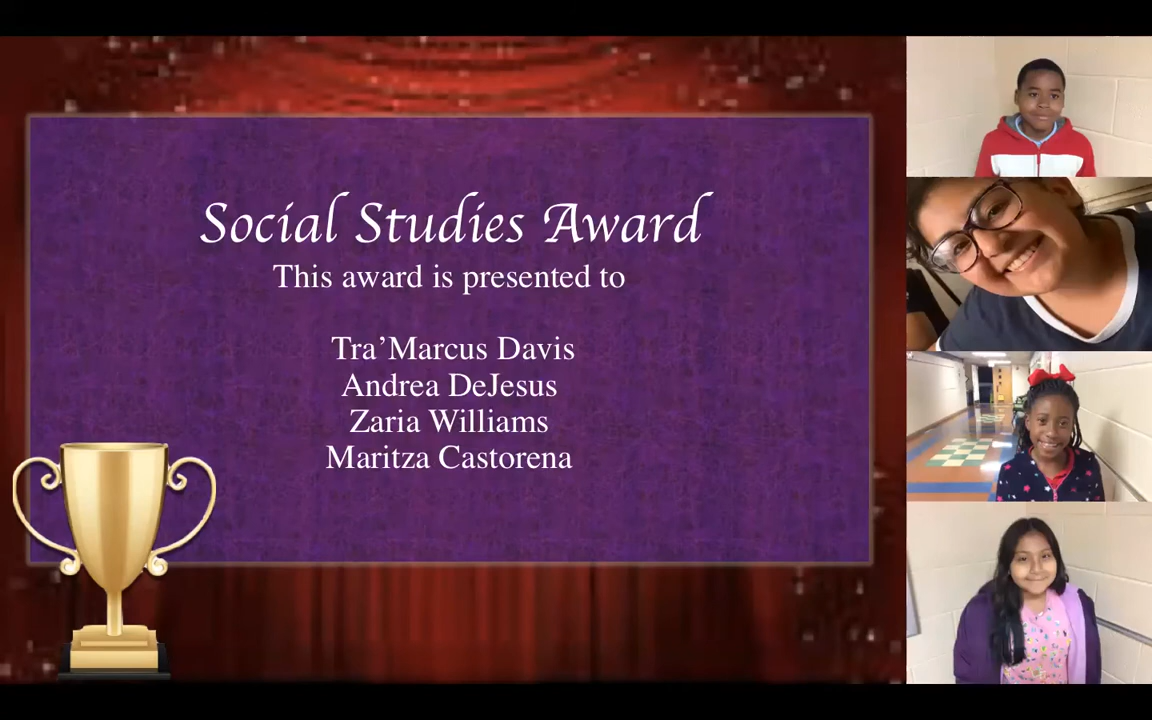 Social Studies Award
This award is presented to
Tra’Marcus Davis
Andrea DeJesus
Zaria Williams
Maritza Castorena